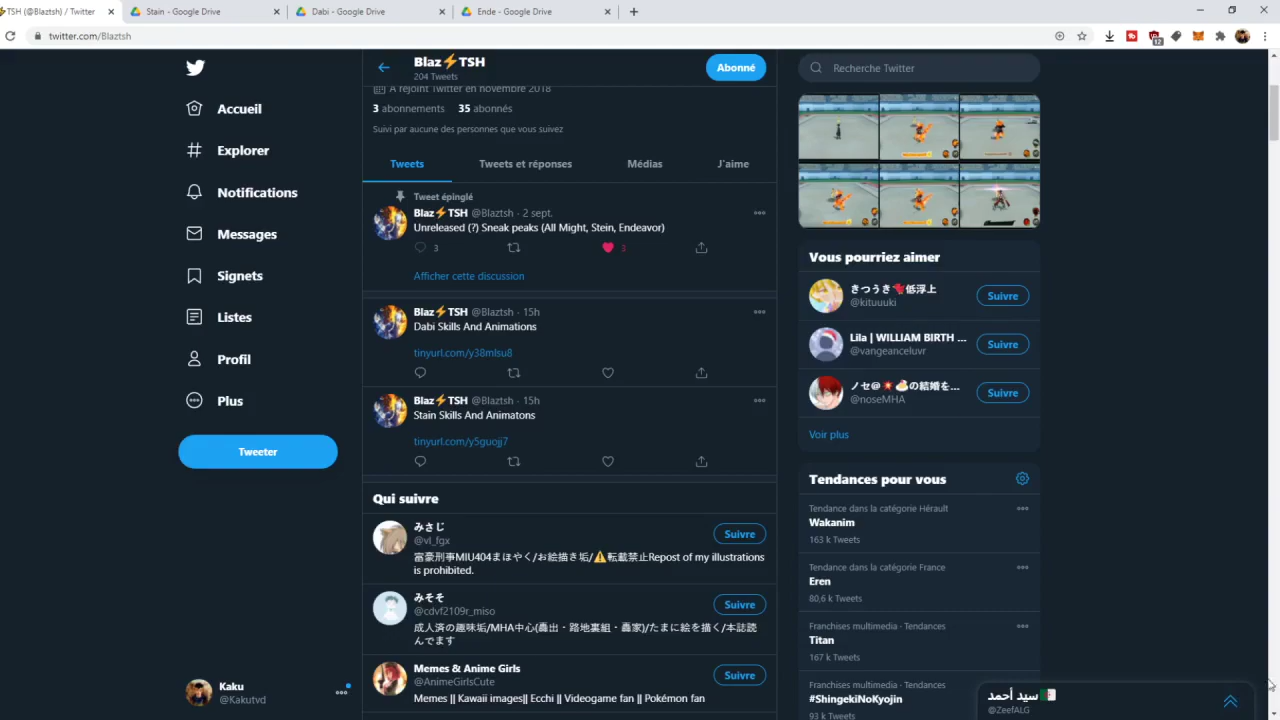 TSH (@Blaztsh) / Twitter
Stain - Google Drive
Dabi - Google Drive
Ende - Google Drive
twitter.com/Blaztsh
12
Accueil
Explorer
Notifications
Messages
Signets
Listes
Profil
Plus
Tweeter
Kaku
@Kakutvd
Blaz⚡TSH
204 Tweets
Abonné
A rejoint Twitter en novembre 2018
3 abonnements 35 abonnés
Suivi par aucune des personnes que vous suivez
Tweets
Tweets et réponses
Médias
J'aime
Tweet épinglé
Blaz⚡TSH @Blaztsh · 2 sept.
Unreleased (?) Sneak peaks (All Might, Stein, Endeavor)
3
3
Afficher cette discussion
Blaz⚡TSH @Blaztsh · 15h
Dabi Skills And Animations
tinyurl.com/y38mlsu8
Blaz⚡TSH @Blaztsh · 15h
Stain Skills And Animatons
tinyurl.com/y5guojj7
Qui suivre
みさじ
@vl_fgx
Suivre
富豪刑事MIU404まほやく/お絵描き垢/⚠転載禁止Repost of my illustrations
is prohibited.
みそそ
@cdvf2109r_miso
Suivre
成人済の趣味垢/MHA中心(轟出・路地裏組・轟家)/たまに絵を描く/本誌読
んでます
Memes & Anime Girls
@AnimeGirlsCute
Suivre
Memes || Kawaii images|| Ecchi || Videogame fan || Pokémon fan
Recherche Twitter
Vous pourriez aimer
きつうき🦅低浮上
@kituuuki
Suivre
Lila | WILLIAM BIRTH ...
@vangeanceluvr
Suivre
ノセ@💥🍰の結婚を...
@noseMHA
Suivre
Voir plus
Tendances pour vous
Tendance dans la catégorie Hérault
Wakanim
163 k Tweets
Tendance dans la catégorie France
Eren
80,6 k Tweets
Franchises multimedia · Tendances
Titan
167 k Tweets
Franchises multimedia · Tendances
#ShingekiNoKyojin
93 k Tweets
سيد أحمد🇩🇿
@ZeefALG